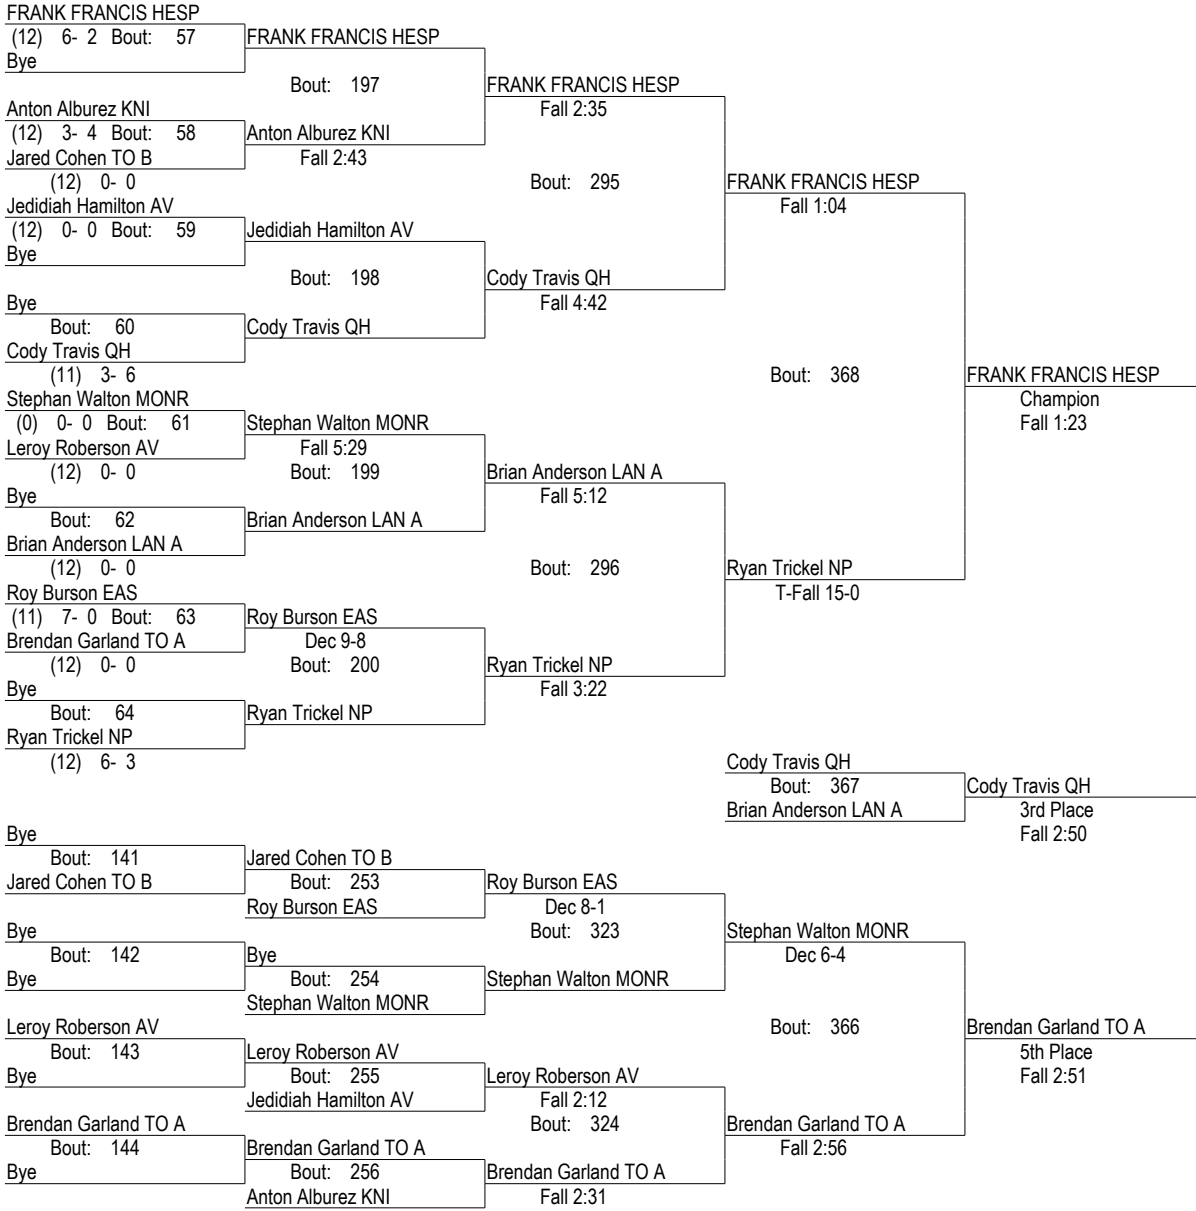 FRANK FRANCIS HESP
(12) 6- 2 Bout: 57
Bye
FRANK FRANCIS HESP
Bout: 197
FRANK FRANCIS HESP
Fall 2:35
Anton Alburez KNI
(12) 3- 4 Bout: 58
Jared Cohen TO B
(12) 0- 0
Anton Alburez KNI
Fall 2:43
Bout: 295
FRANK FRANCIS HESP
Fall 1:04
Jedidiah Hamilton AV
(12) 0- 0 Bout: 59
Bye
Jedidiah Hamilton AV
Bout: 198
Cody Travis QH
Fall 4:42
Bye
Bout: 60
Cody Travis QH
(11) 3- 6
Cody Travis QH
Bout: 368
FRANK FRANCIS HESP
Champion
Fall 1:23
Stephan Walton MONR
(0) 0- 0 Bout: 61
Leroy Roberson AV
(12) 0- 0
Stephan Walton MONR
Fall 5:29
Bout: 199
Brian Anderson LAN A
Fall 5:12
Bye
Bout: 62
Brian Anderson LAN A
(12) 0- 0
Brian Anderson LAN A
Bout: 296
Ryan Trickel NP
T-Fall 15-0
Roy Burson EAS
(11) 7- 0 Bout: 63
Brendan Garland TO A
(12) 0- 0
Roy Burson EAS
Dec 9-8
Bout: 200
Ryan Trickel NP
Fall 3:22
Bye
Bout: 64
Ryan Trickel NP
(12) 6- 3
Ryan Trickel NP
Cody Travis QH
Bout: 367
Brian Anderson LAN A
Cody Travis QH
3rd Place
Fall 2:50
Bye
Bout: 141
Jared Cohen TO B
Jared Cohen TO B
Bout: 253
Roy Burson EAS
Roy Burson EAS
Dec 8-1
Bout: 323
Stephan Walton MONR
Dec 6-4
Bye
Bout: 142
Bye
Bye
Bout: 254
Stephan Walton MONR
Stephan Walton MONR
Bout: 366
Brendan Garland TO A
5th Place
Fall 2:51
Leroy Roberson AV
Bout: 143
Bye
Leroy Roberson AV
Bout: 255
Jedidiah Hamilton AV
Leroy Roberson AV
Fall 2:12
Bout: 324
Brendan Garland TO A
Fall 2:56
Brendan Garland TO A
Bout: 144
Bye
Brendan Garland TO A
Bout: 256
Anton Alburez KNI
Brendan Garland TO A
Fall 2:31